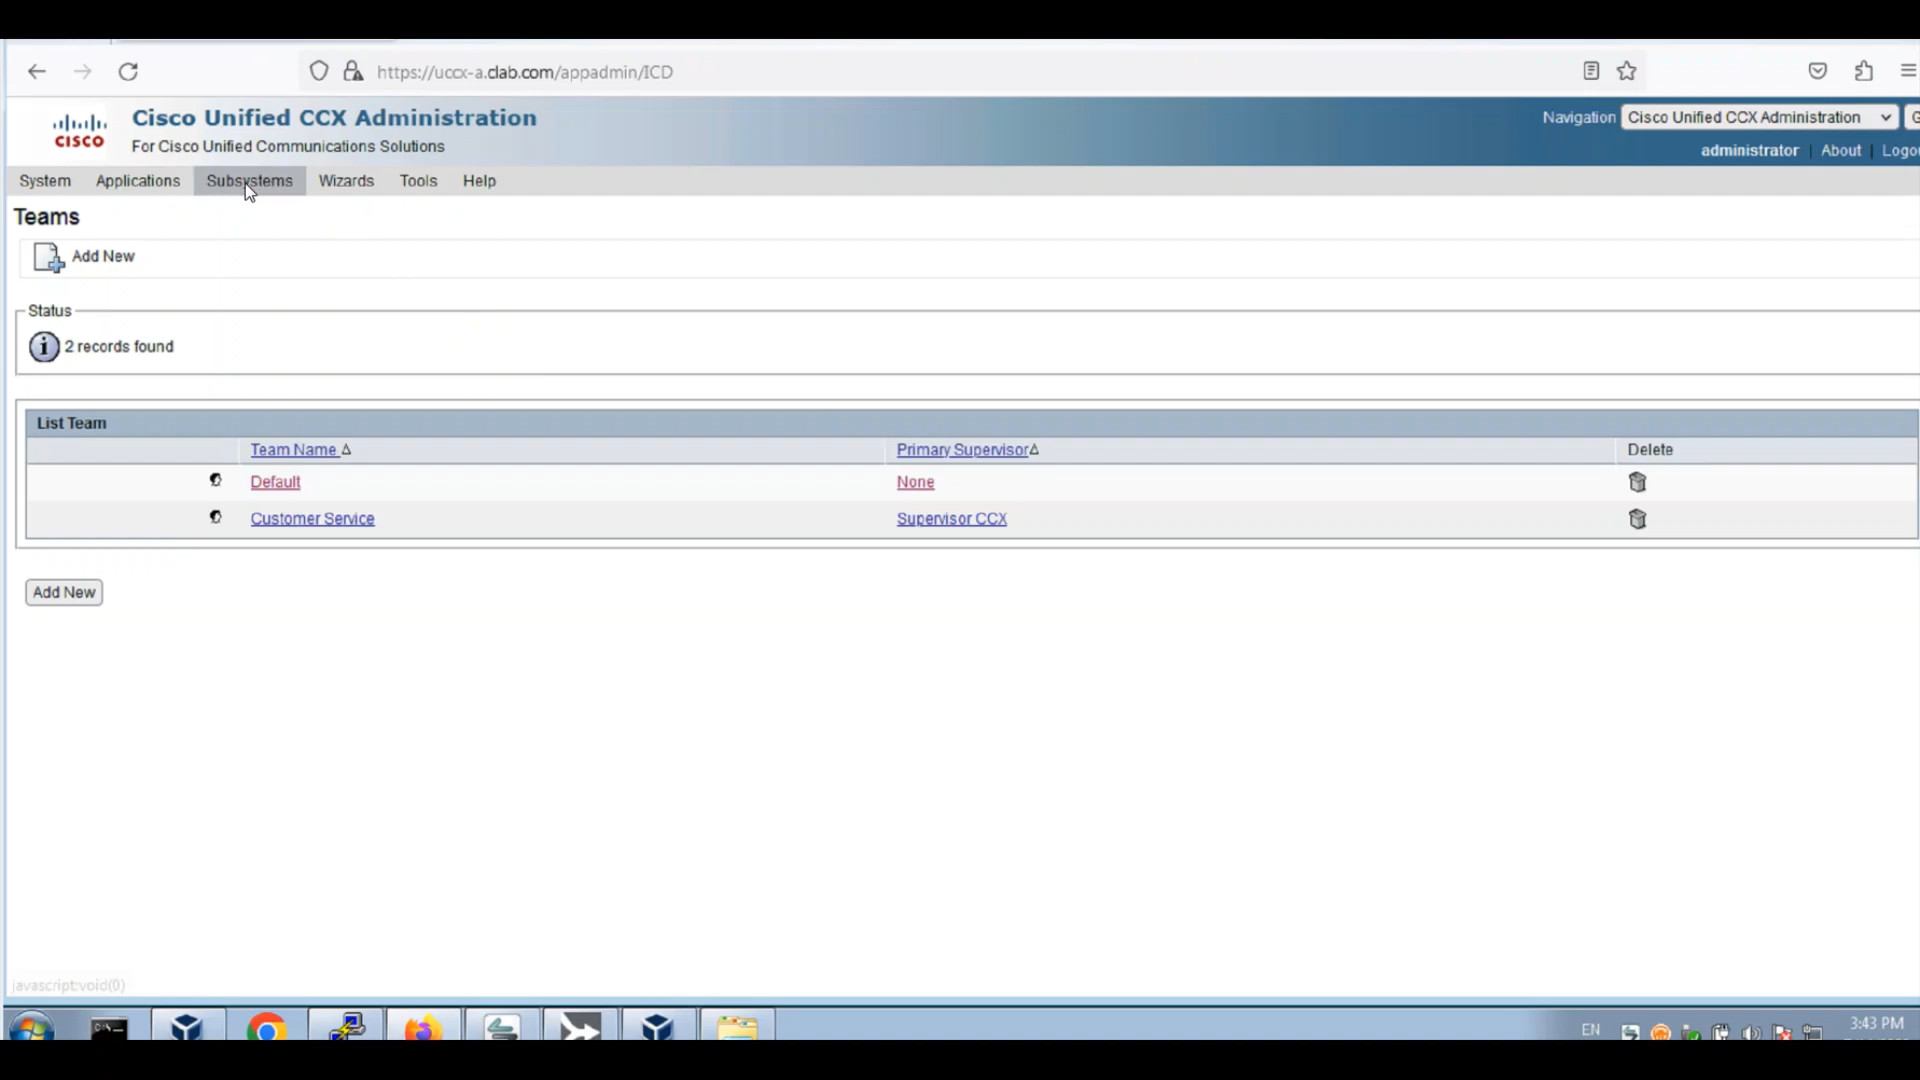 https://uccx-a.clab.com/appadmin/ICD
CISCO
Cisco Unified CCX Administration
For Cisco Unified Communications Solutions
Navigation Cisco Unified CCX Administration
administrator | About |
System Applications Subsystems Wizards Tools Help
Teams
Add New
Status
2 records found
List Team
Team Name Primary Supervisor Delete
Default None
Customer Service Supervisor CCX
Add New
javascript:void(0)
EN
3:43 PM